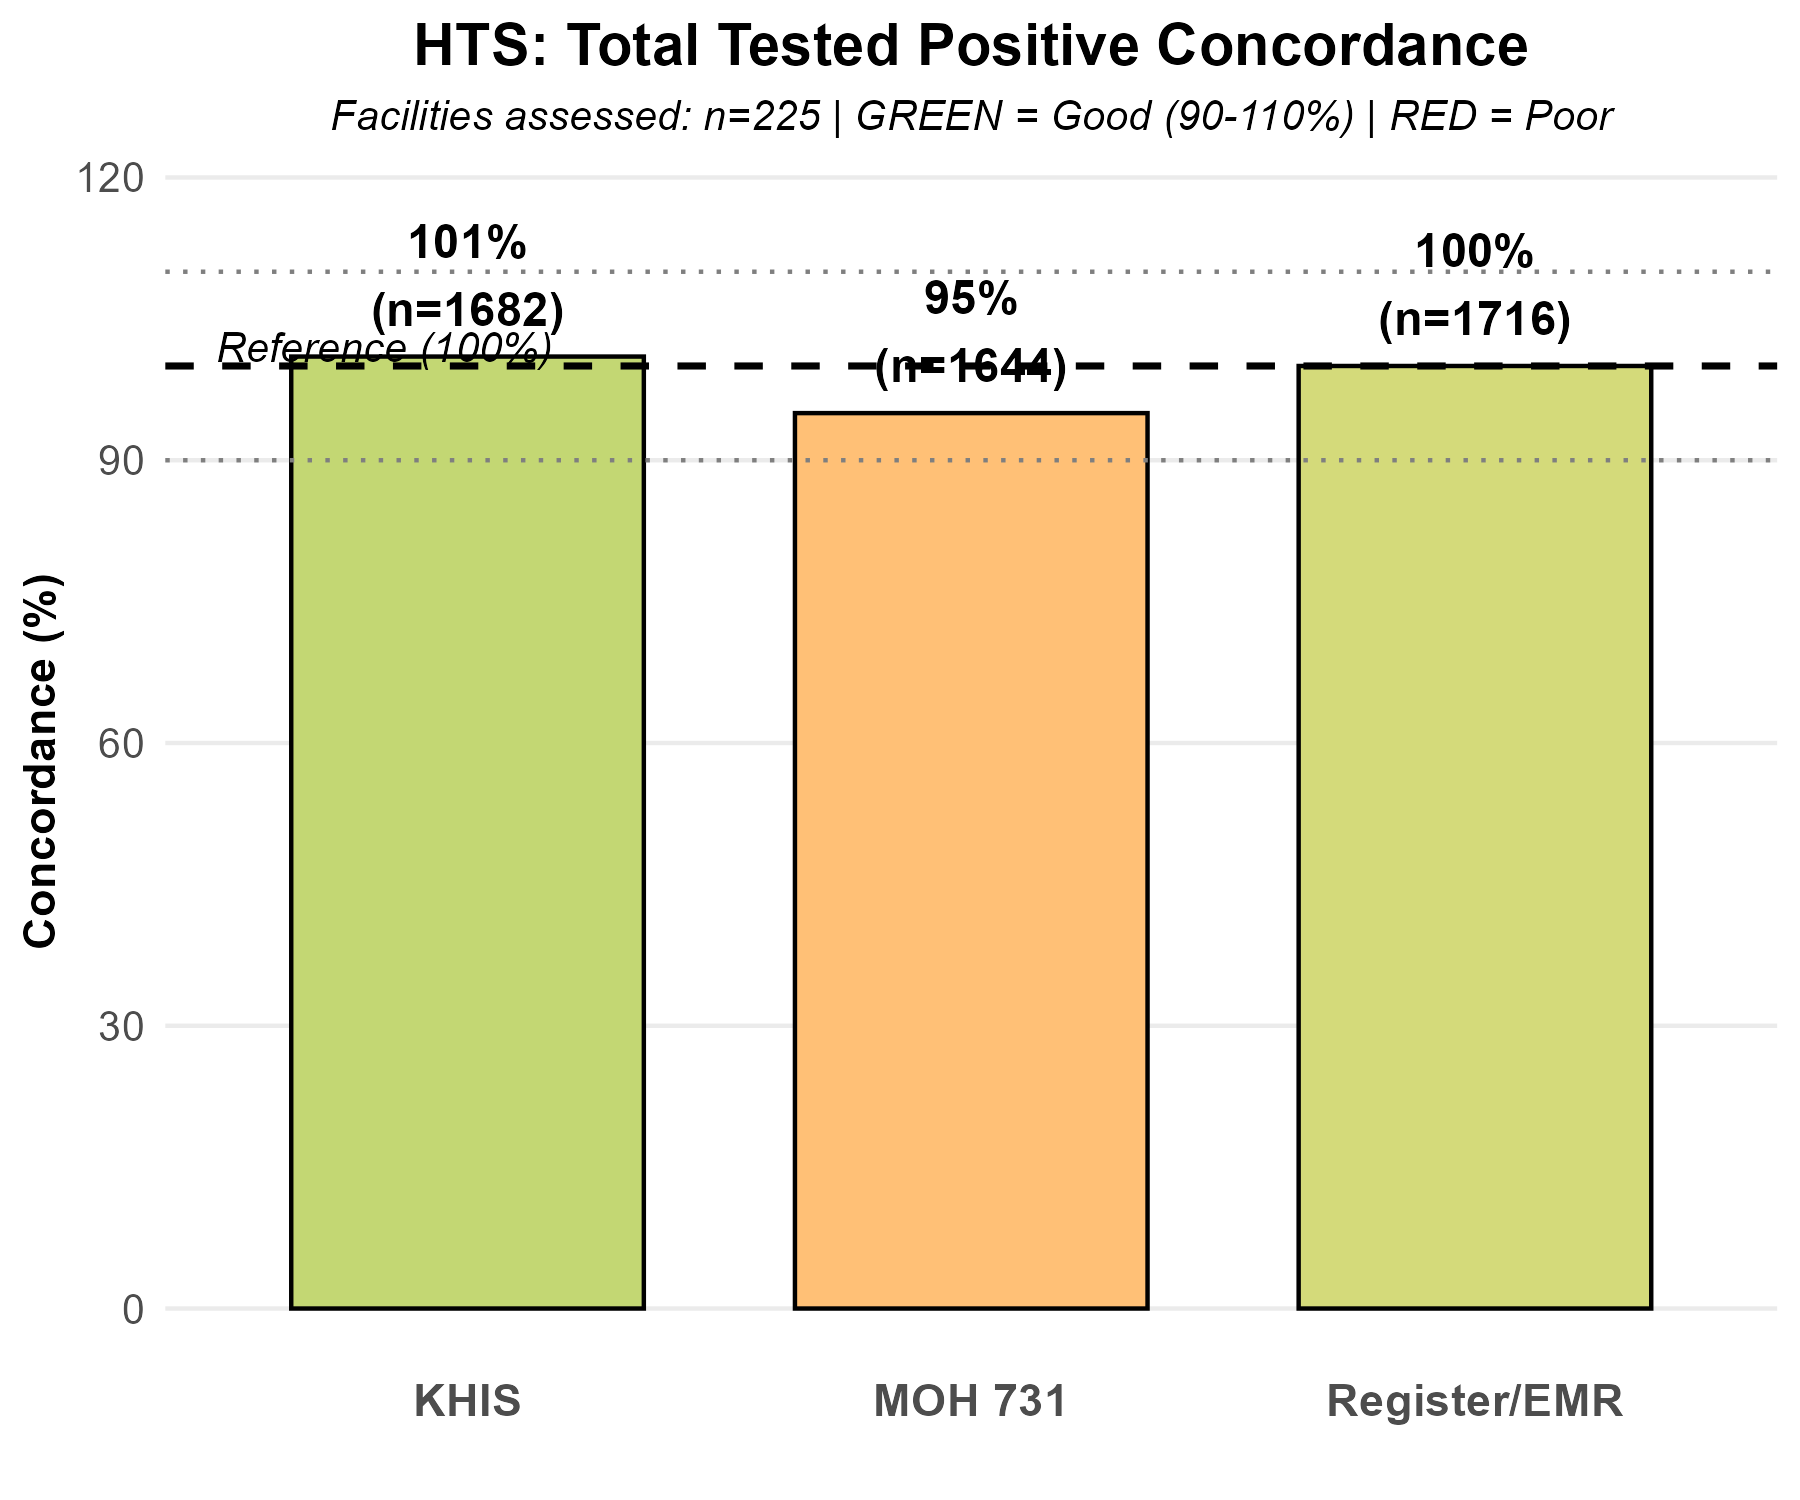 HTS: Total Tested Positive Concordance
Facilities assessed: n=225 | GREEN = Good (90-110%) | RED = Poor
120
101%
100%
95%
(n=1682)
(n=1716)
Reference (100%)
(n=1644)
90
60
30
0
Concordance (%)
KHIS
MOH 731
Register/EMR